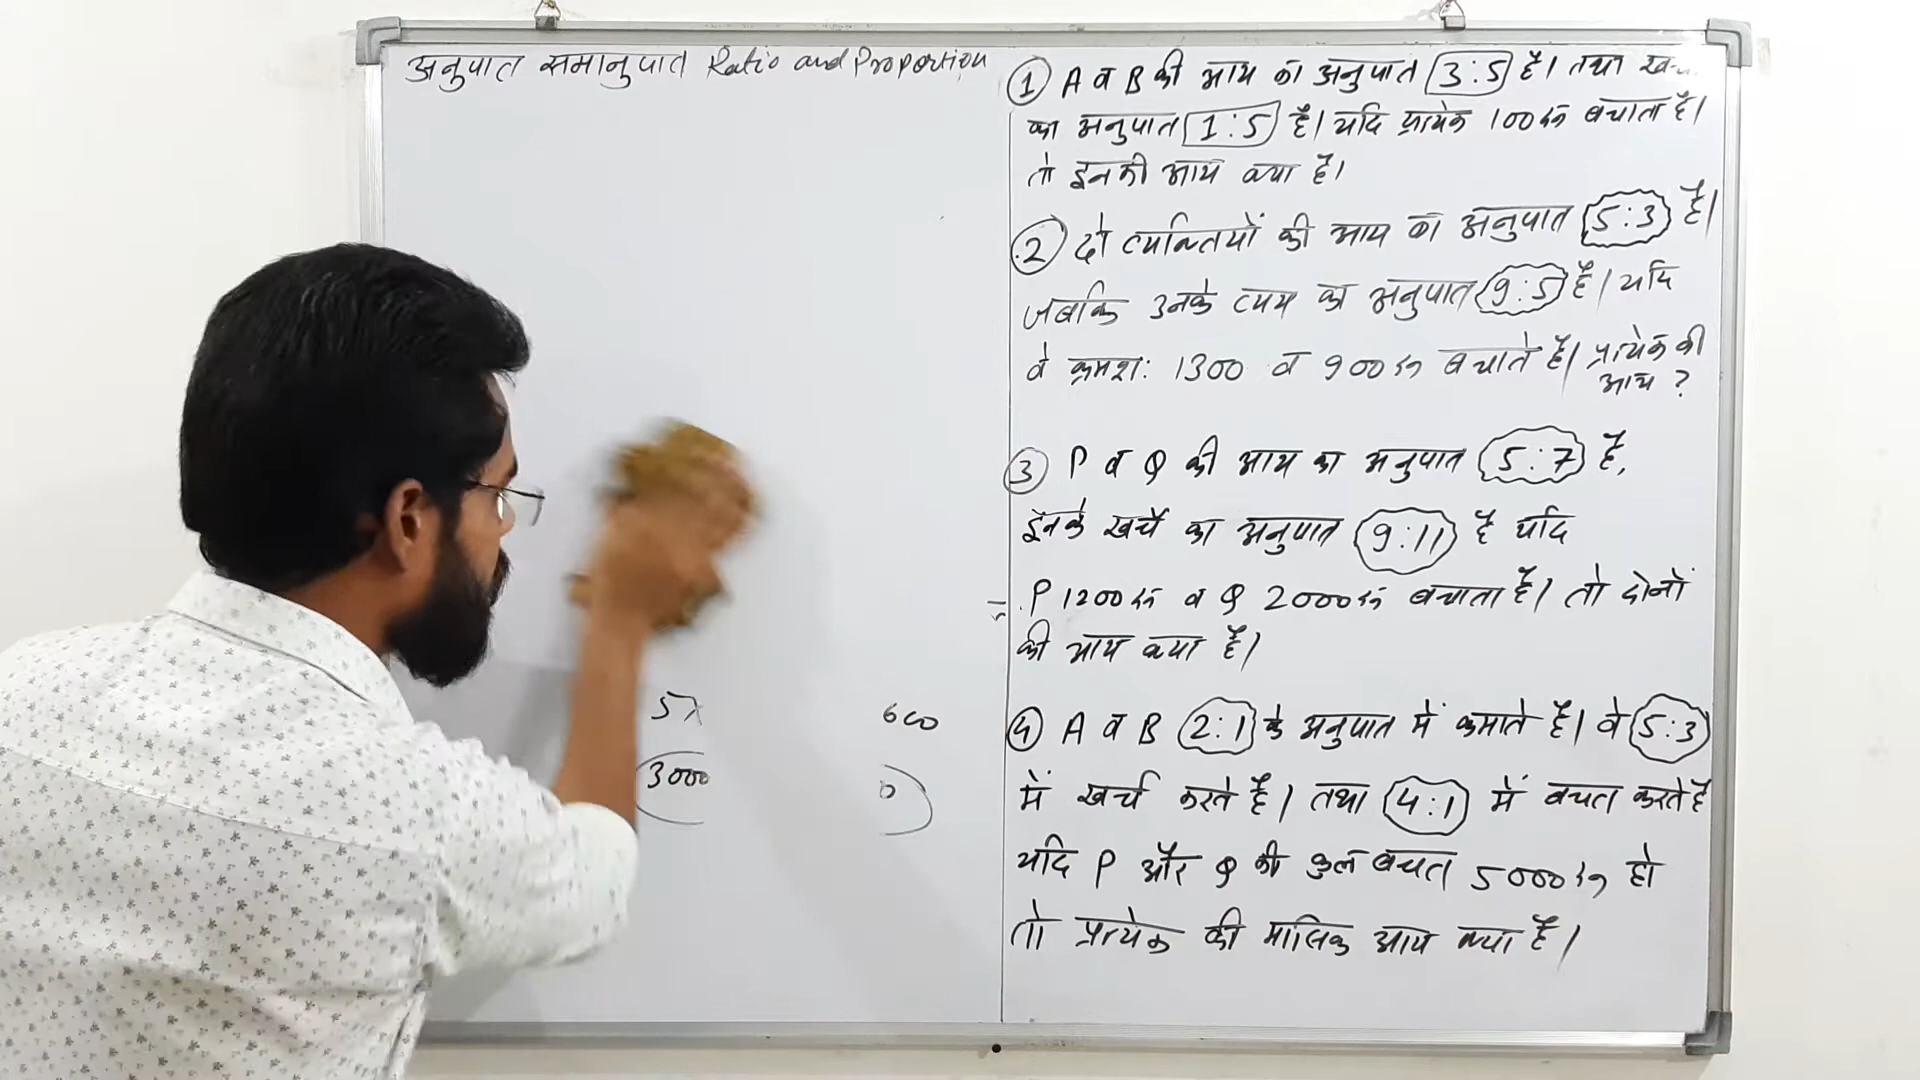 अनुपात समानुपात Ratio and Proportion
5x 600
3000 0
① A व B की आय का अनुपात 3:5 है। तथा
का अनुपात 1:5 है। यदि प्रत्येक 100रु बचाता है।
तो इनकी आय क्या है।
② दो व्यक्तियों की आय का अनुपात 5:3 है।
जबकि उनके व्यय का अनुपात 9:5 है। यदि
वे क्रमश: 1300 व 900रु बचाते है। प्रत्येक की
आय ?
③ P व Q की आय का अनुपात 5:7 है,
इनके खर्चे का अनुपात 9:11 है यदि
P 1200रु व Q 2000रु बचाता है। तो दोनों
की आय क्या है।
④ A व B 2:1 के अनुपात में कमाते है। वे 5:3
में खर्च करते है। तथा 4:1 में बचत करते है
यदि P और Q की कुल बचत 5000रु हो
तो प्रत्येक की मासिक आय क्या है।